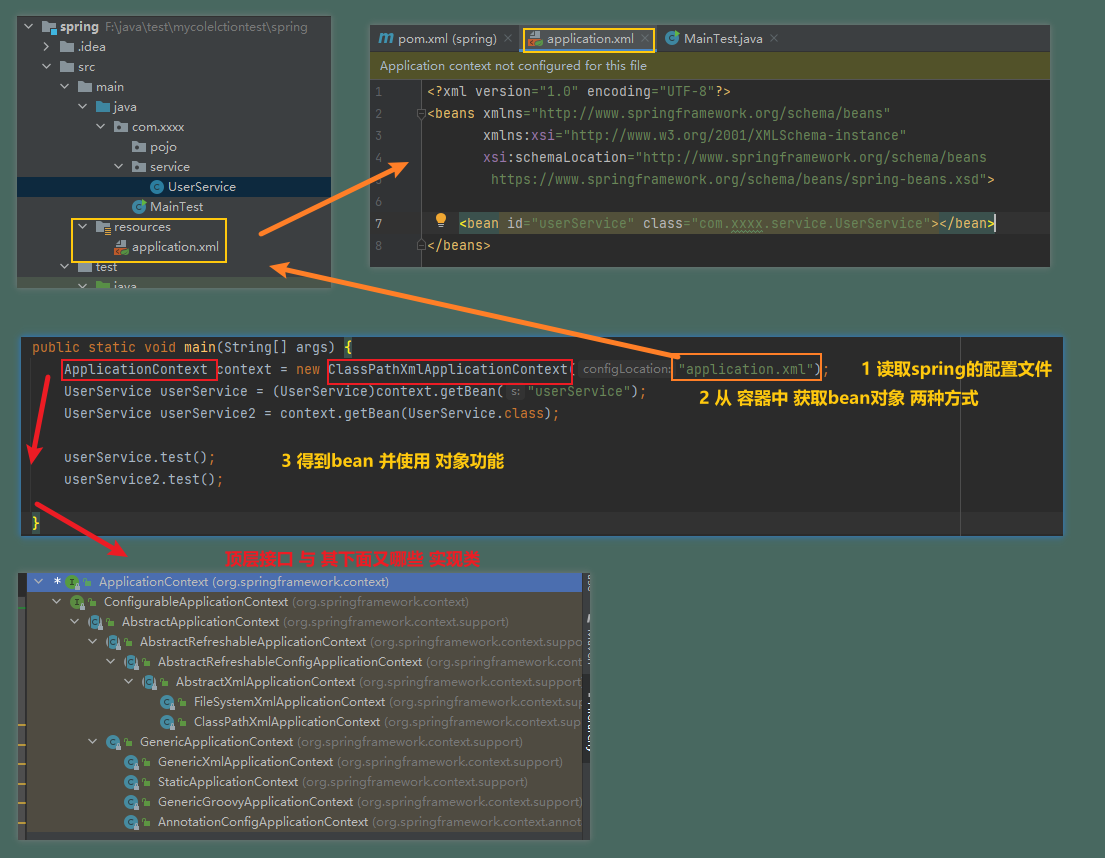 spring F:\java\test\mycolelctiontest\spring
.idea
src
main
java
com.xxxx
pojo
service
UserService
MainTest
resources
application.xml
test
java
pom.xml (spring)
application.xml
MainTest.java
Application context not configured for this file
1 <?xml version="1.0" encoding="UTF-8"?>
2 <beans xmlns="http://www.springframework.org/schema/beans"
3 xmlns:xsi="http://www.w3.org/2001/XMLSchema-instance"
4 xsi:schemaLocation="http://www.springframework.org/schema/beans
5 https://www.springframework.org/schema/beans/spring-beans.xsd">
6
7 <bean id="userService" class="com.xxxx.service.UserService"></bean>
8 </beans>
public static void main(String[] args) {
ApplicationContext context = new ClassPathXmlApplicationContext( configLocation: "application.xml");
1 读取spring的配置文件
UserService userService = (UserService)context.getBean( s: "userService");
2 从 容器中 获取bean对象 两种方式
UserService userService2 = context.getBean(UserService.class);
userService.test();
3 得到bean 并使用 对象功能
userService2.test();
}
顶层接口 与 其下面又哪些 实现类
* ApplicationContext (org.springframework.context)
ConfigurableApplicationContext (org.springframework.context)
AbstractApplicationContext (org.springframework.context.support)
AbstractRefreshableApplicationContext (org.springframework.context.suppo
AbstractRefreshableConfigApplicationContext (org.springframework.cont
AbstractXmlApplicationContext (org.springframework.context.support
FileSystemXmlApplicationContext (org.springframework.context.sup
ClassPathXmlApplicationContext (org.springframework.context.sup
GenericApplicationContext (org.springframework.context.support)
GenericXmlApplicationContext (org.springframework.context.support)
StaticApplicationContext (org.springframework.context.support)
GenericGroovyApplicationContext (org.springframework.context.support)
AnnotationConfigApplicationContext (org.springframework.context.annot